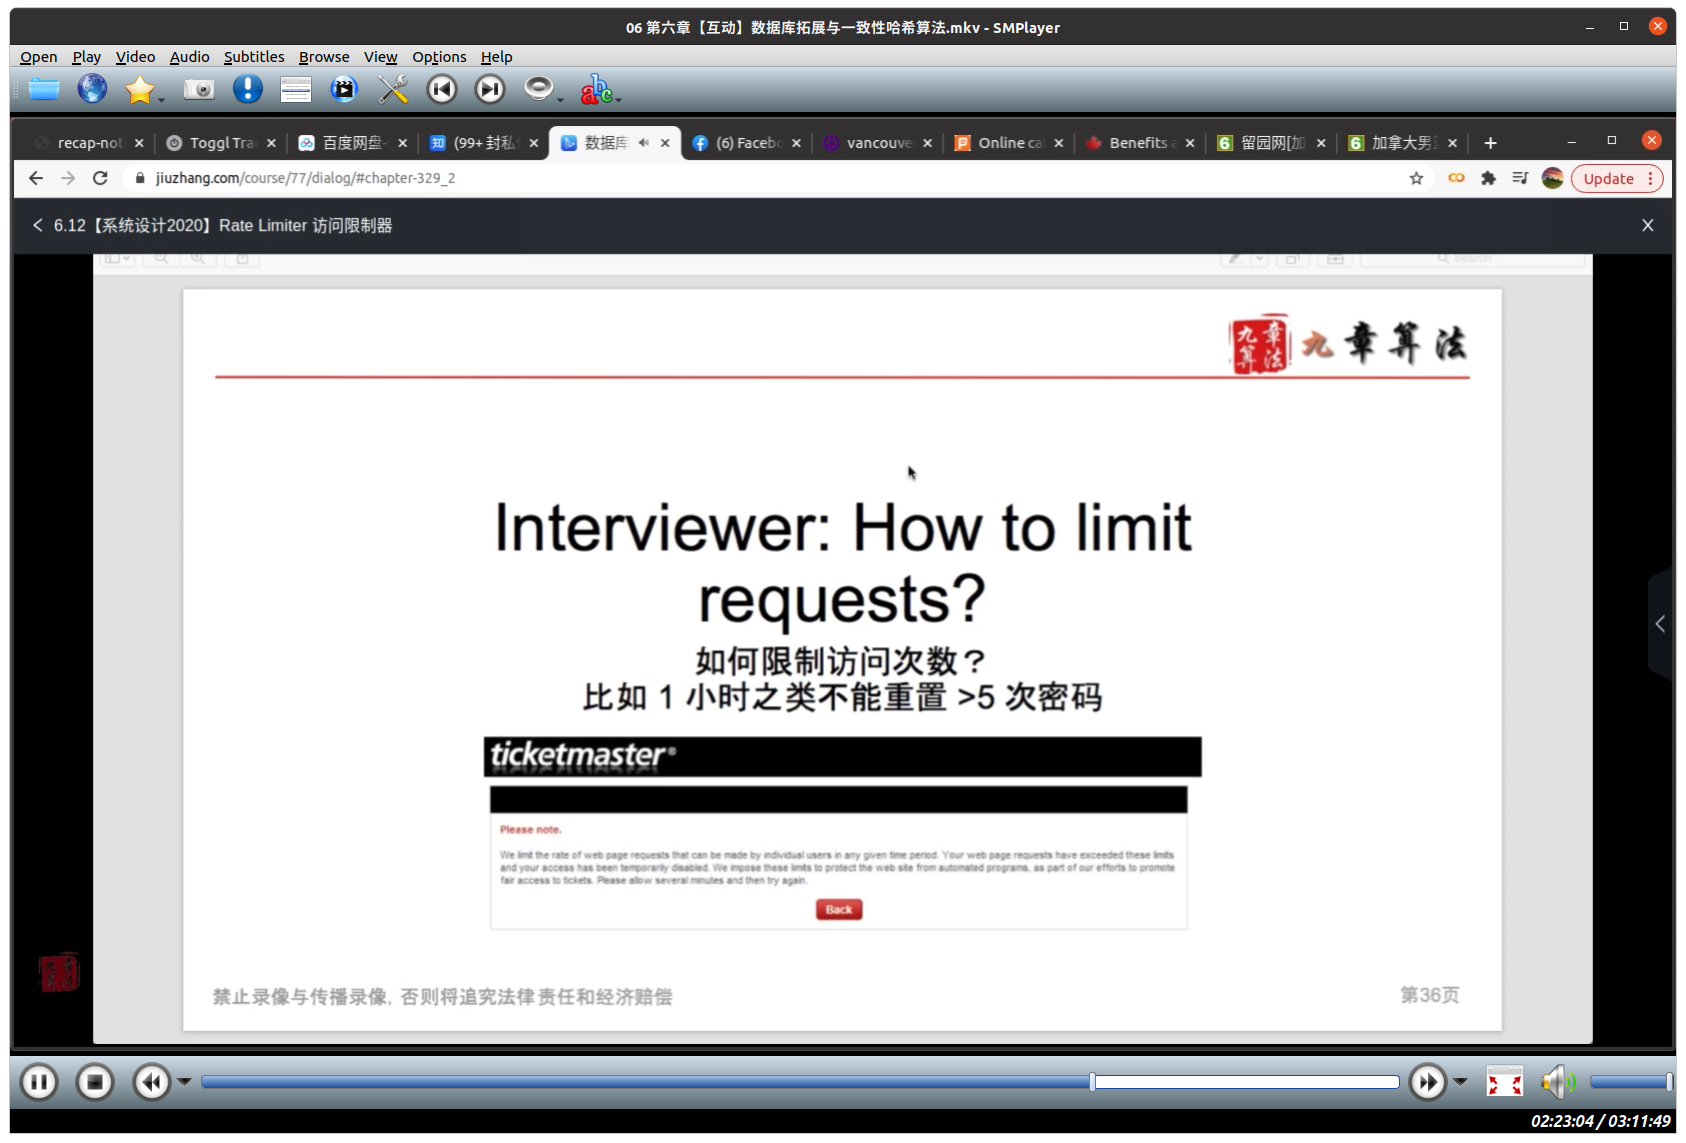 06 第六章【互动】数据库拓展与一致性哈希算法.mkv - SMPlayer
Open Play Video Audio Subtitles Browse View Options Help
recap-not Toggl Tra 百度网盘- (99+ 封私 数据库 (6) Facebo vancouve Online ca Benefits a 留园网[加 加拿大男
jiuzhang.com/course/77/dialog/#chapter-329_2
Update
6.12【系统设计2020】Rate Limiter 访问限制器
Search
九章算法 九章算法
Interviewer: How to limit
requests?
如何限制访问次数？
比如 1 小时之类不能重置 >5 次密码
ticketmaster®
Please note.
We limit the rate of web page requests that can be made by individual users in any given time period. Your web page requests have exceeded these limits
and your access has been temporarily disabled. We impose these limits to protect the web site from automated programs, as part of our efforts to promote
fair access to tickets. Please allow several minutes and then try again.
Back
禁止录像与传播录像, 否则将追究法律责任和经济赔偿
第36页
02:23:04 / 03:11:49